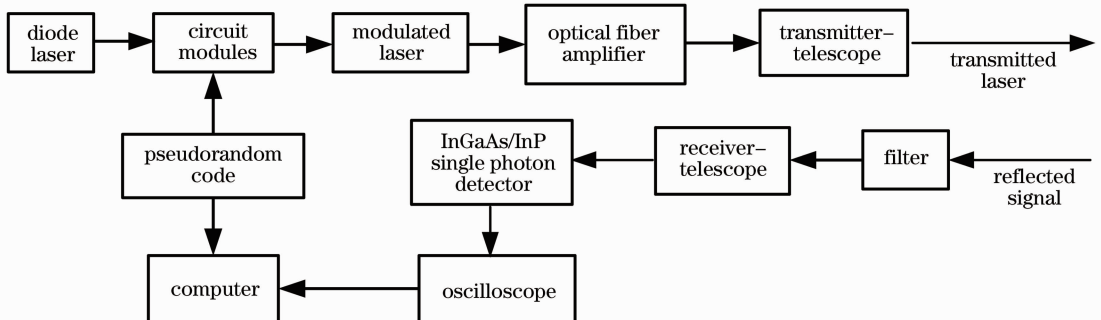 diode
laser
circuit
modules
modulated
laser
optical fiber
amplifier
transmitter–
telescope
transmitted
laser
pseudorandom
code
InGaAs/InP
single photon
detector
receiver–
telescope
filter
reflected
signal
computer
oscilloscope